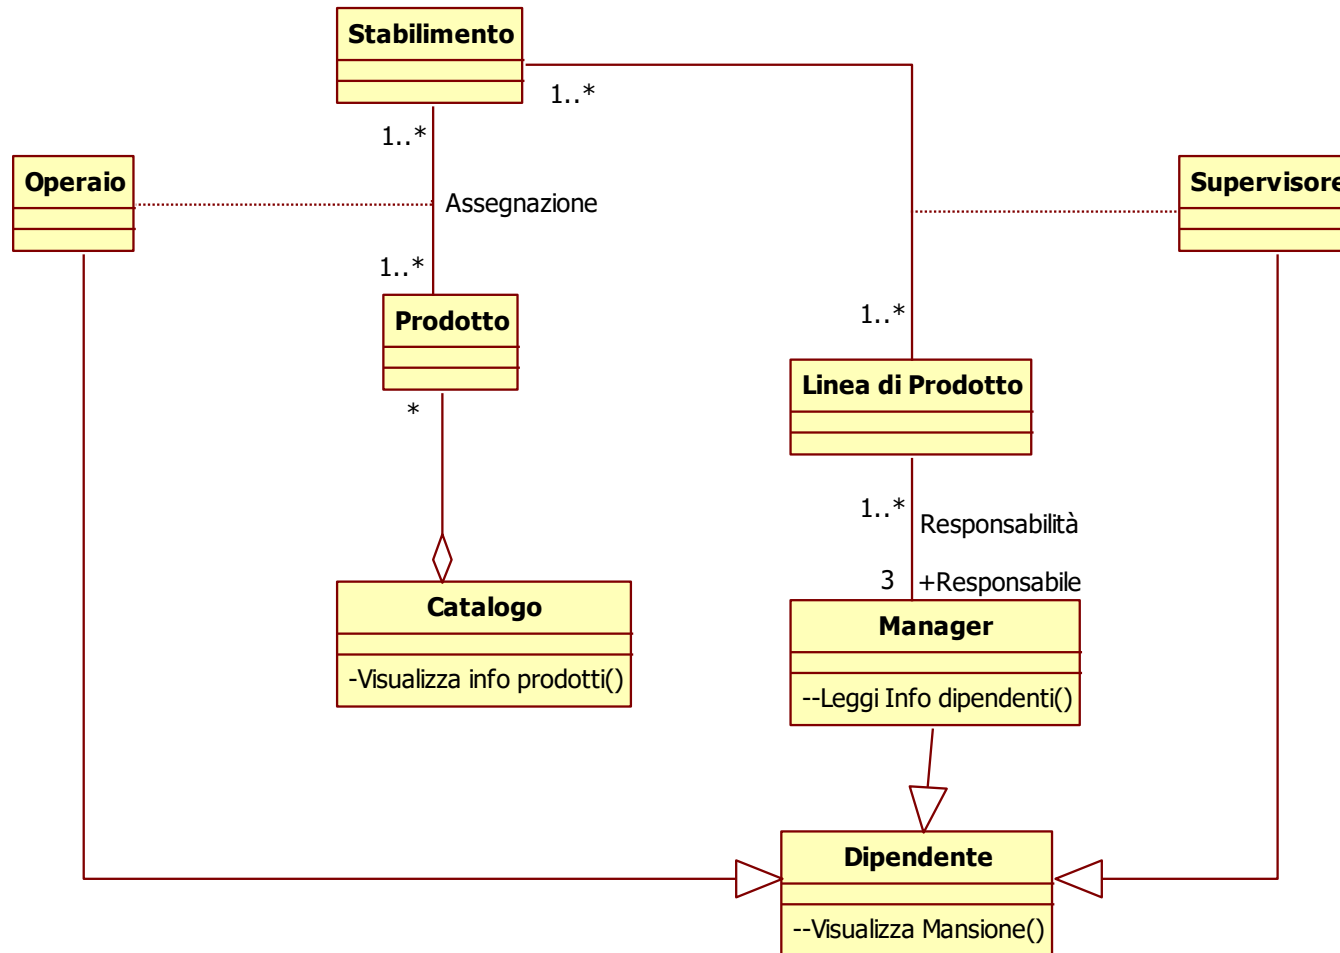 Stabilimento
1..*
1..*
Operaio
Supervisore
Assegnazione
1..*
1..*
Prodotto
Linea di Prodotto
*
1..*
Responsabilità
3
+Responsabile
Catalogo
-Visualizza info prodotti()
Manager
--Leggi Info dipendenti()
Dipendente
--Visualizza Mansione()